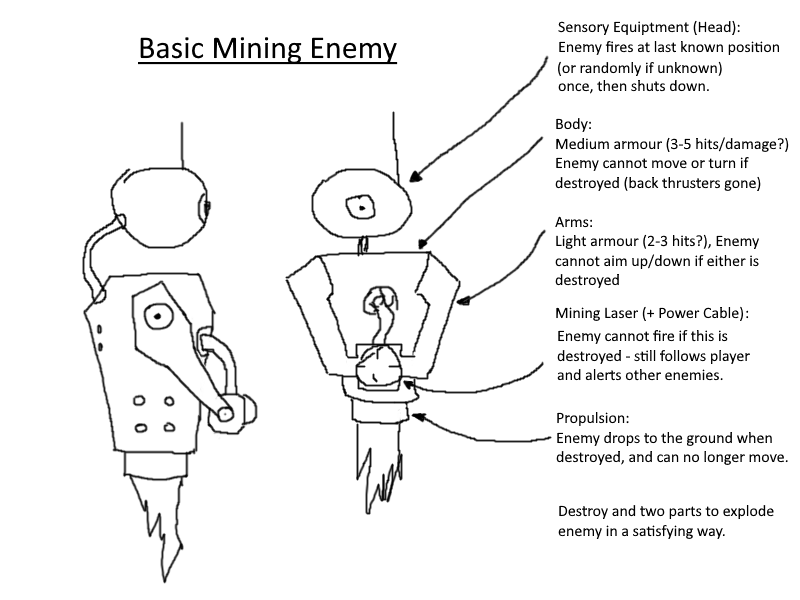 Basic Mining Enemy
Sensory Equiptment (Head):
Enemy fires at last known position
(or randomly if unknown)
once, then shuts down.
Body:
Medium armour (3-5 hits/damage?)
Enemy cannot move or turn if
destroyed (back thrusters gone)
Arms:
Light armour (2-3 hits?), Enemy
cannot aim up/down if either is
destroyed
Mining Laser (+ Power Cable):
Enemy cannot fire if this is
destroyed - still follows player
and alerts other enemies.
Propulsion:
Enemy drops to the ground when
destroyed, and can no longer move.
Destroy and two parts to explode
enemy in a satisfying way.